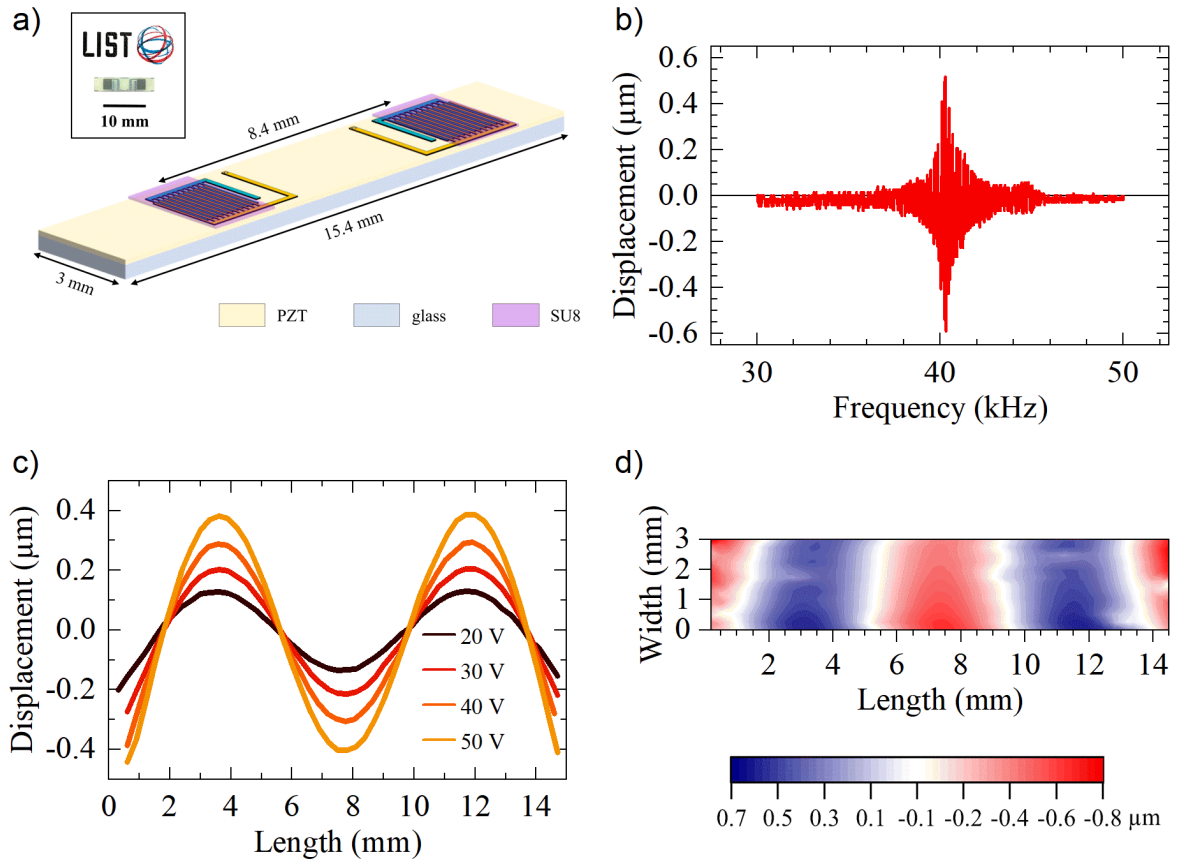 a)
LIST
10 mm
8.4 mm
15.4 mm
3 mm
PZT
glass
SU8
b)
Displacement (µm)
0.6
0.4
0.2
0.0
-0.2
-0.4
-0.6
30
40
50
Frequency (kHz)
c)
Displacement (µm)
0.4
0.2
0.0
-0.2
-0.4
20 V
30 V
40 V
50 V
0 2 4 6 8 10 12 14
Length (mm)
d)
Width (mm)
3
2
1
0
2 4 6 8 10 12 14
Length (mm)
0.7 0.5 0.3 0.1 -0.1 -0.2 -0.4 -0.6 -0.8 µm